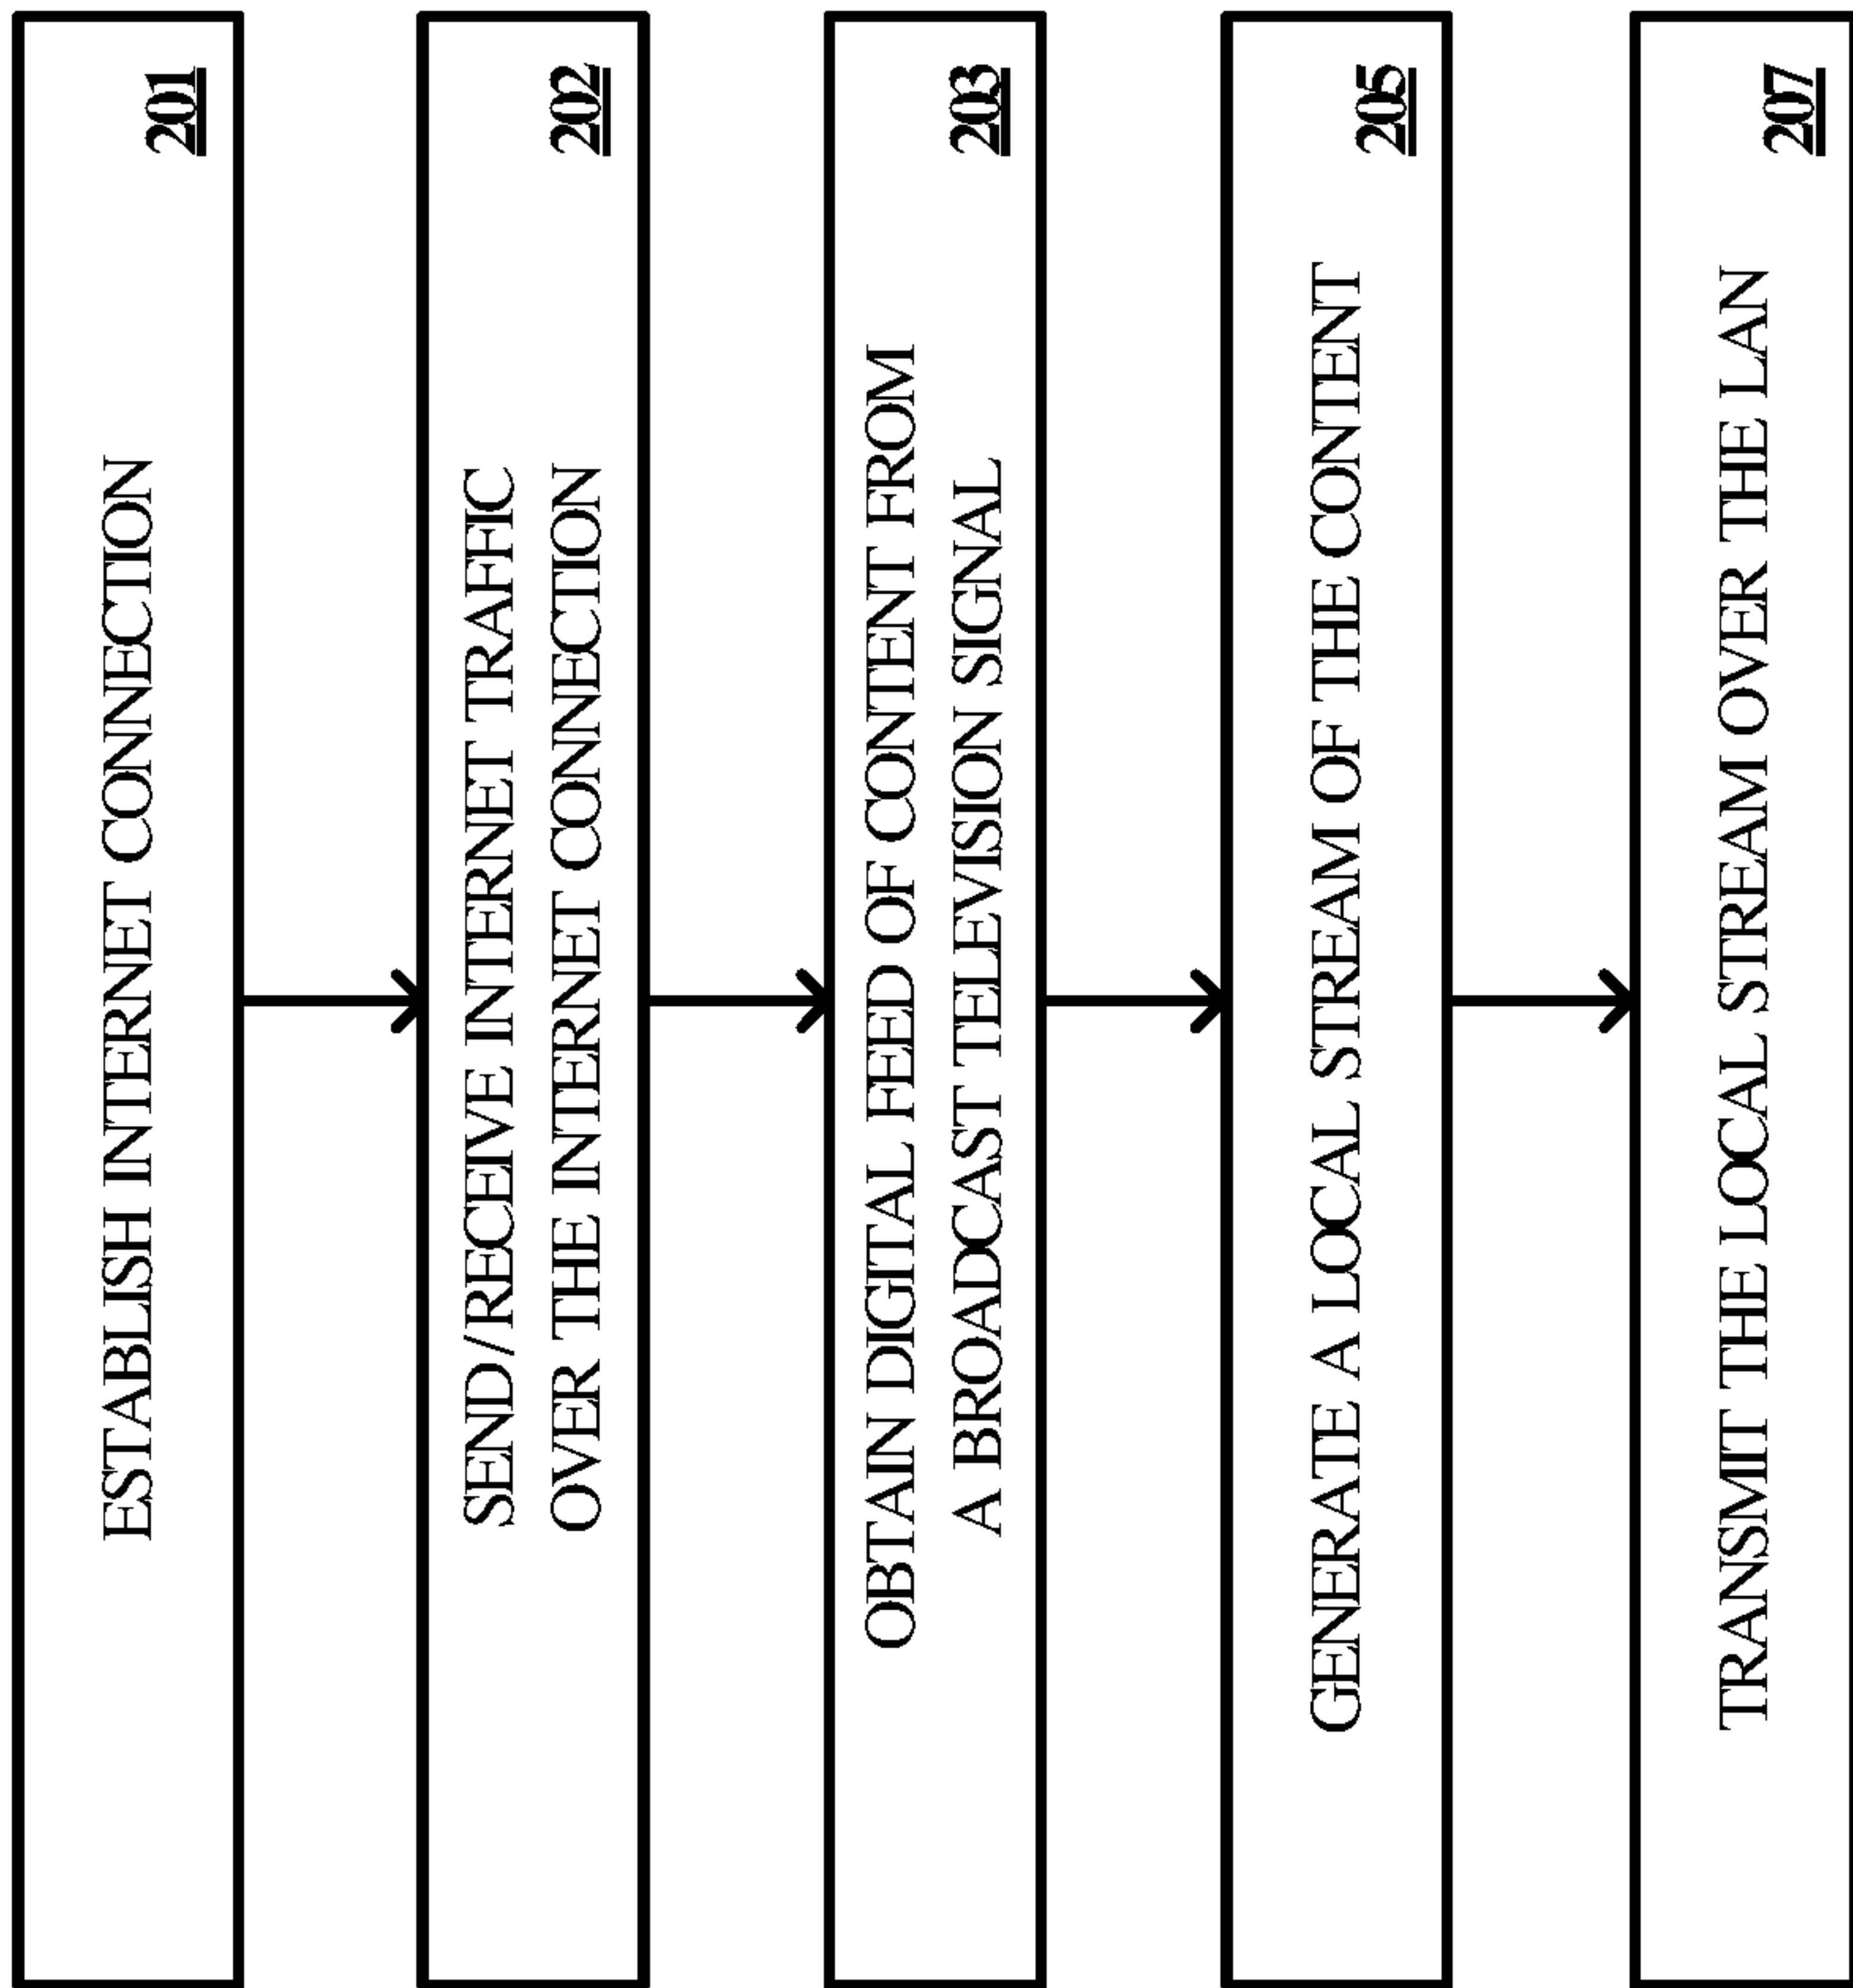 ESTABLISH INTERNET CONNECTION
201
SEND/RECEIVE INTERNET TRAFFIC
OVER THE INTERNET CONNECTION
202
OBTAIN DIGITAL FEED OF CONTENT FROM
A BROADCAST TELEVISION SIGNAL
203
GENERATE A LOCAL STREAM OF THE CONTENT
205
TRANSMIT THE LOCAL STREAM OVER THE LAN
207